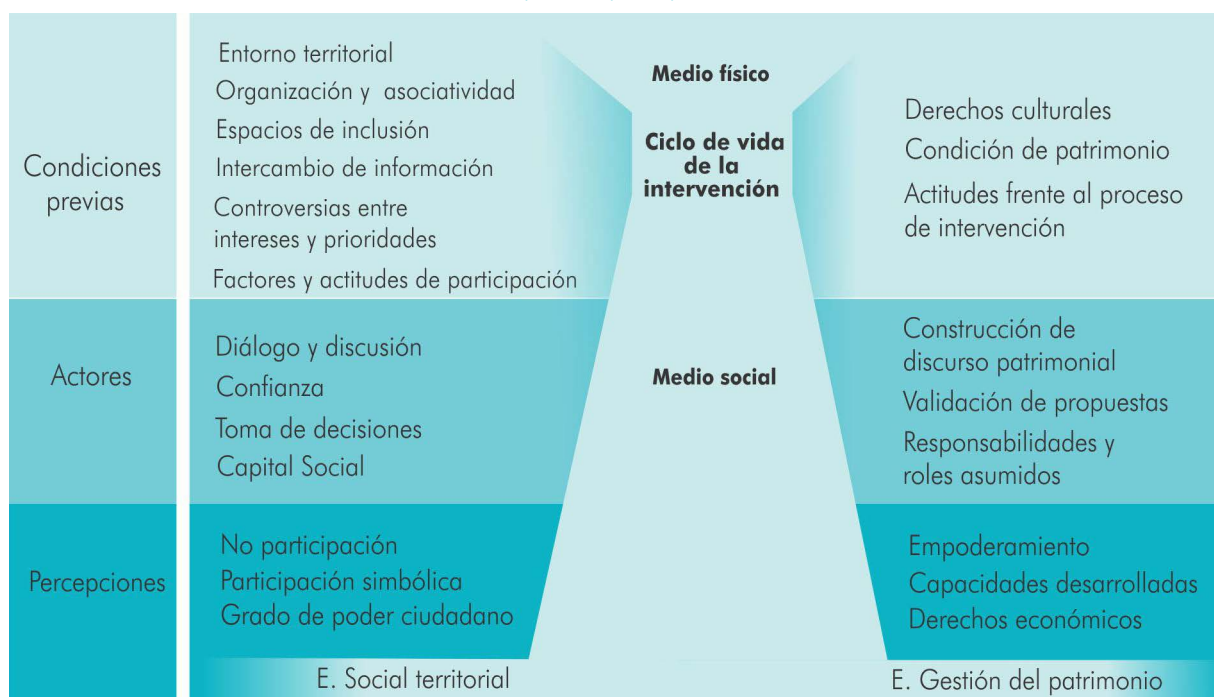 Condiciones
previas
Entorno territorial
Organización y asociatividad
Espacios de inclusión
Intercambio de información
Controversias entre
intereses y prioridades
Factores y actitudes de participación
Medio físico
Ciclo de vida
de la
intervención
Derechos culturales
Condición de patrimonio
Actitudes frente al proceso
de intervención
Actores
Diálogo y discusión
Confianza
Toma de decisiones
Capital Social
Medio social
Construcción de
discurso patrimonial
Validación de propuestas
Responsabilidades y
roles asumidos
Percepciones
No participación
Participación simbólica
Grado de poder ciudadano
Empoderamiento
Capacidades desarrolladas
Derechos económicos
E. Social territorial
E. Gestión del patrimonio